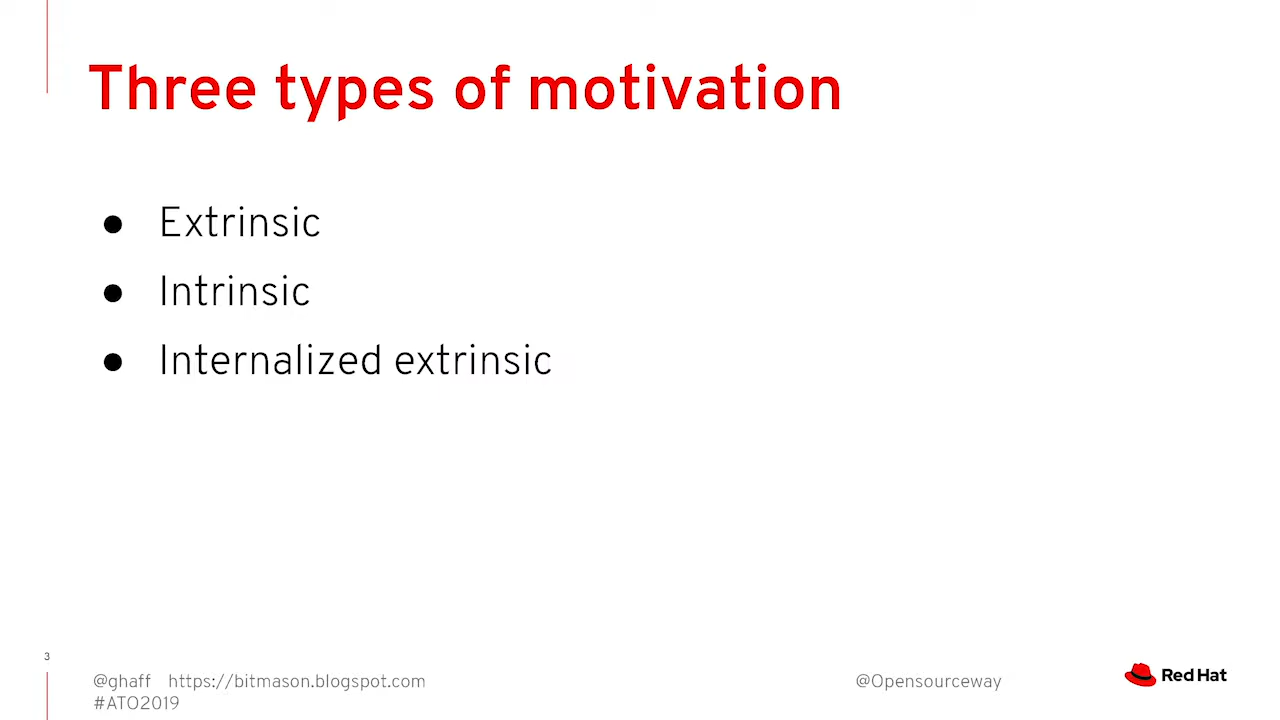 Three types of motivation
● Extrinsic
● Intrinsic
● Internalized extrinsic
3
@ghaff https://bitmason.blogspot.com
#ATO2019
@Opensourceway
Red Hat